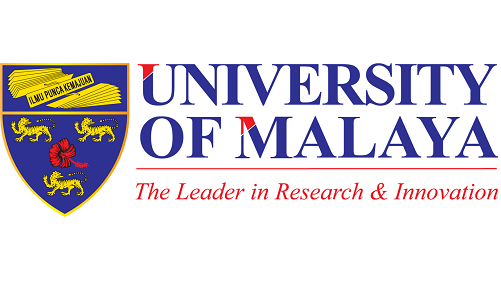 ILMU PUNCA KEMAJUAN
UNIVERSITY
OF MALAYA
The Leader in Research & Innovation